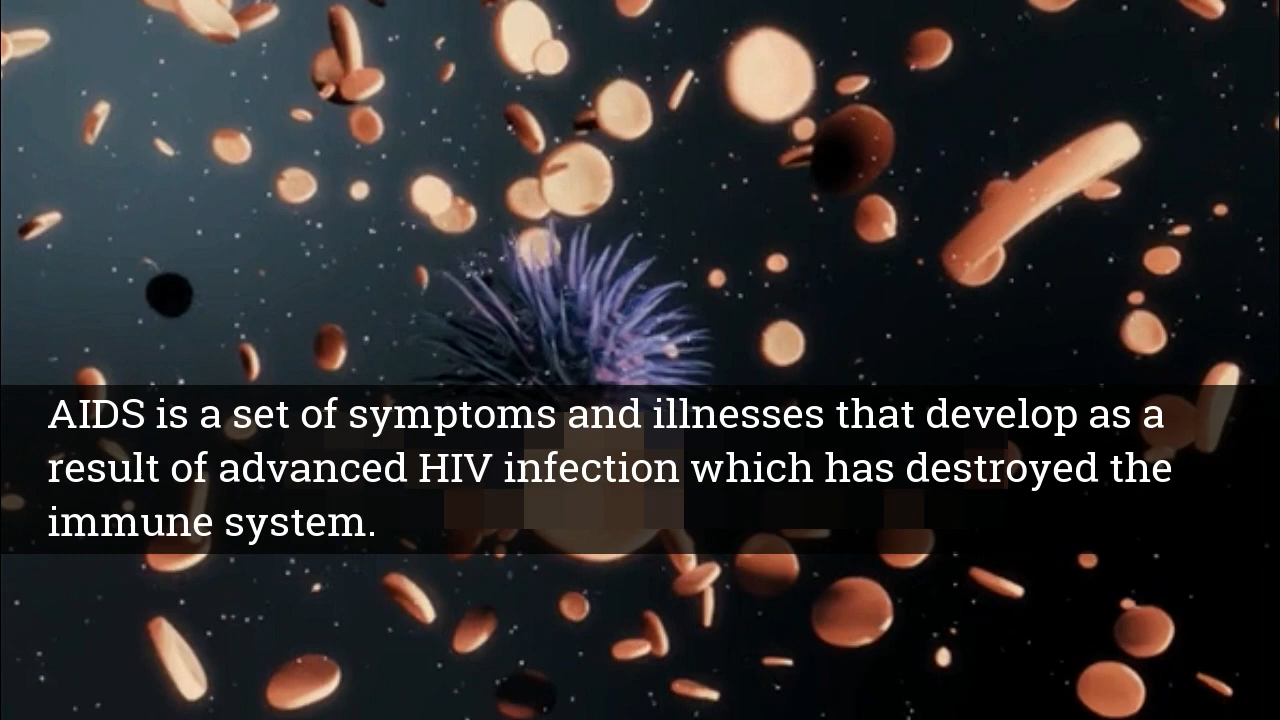 AIDS is a set of symptoms and illnesses that develop as a
result of advanced HIV infection which has destroyed the
immune system.